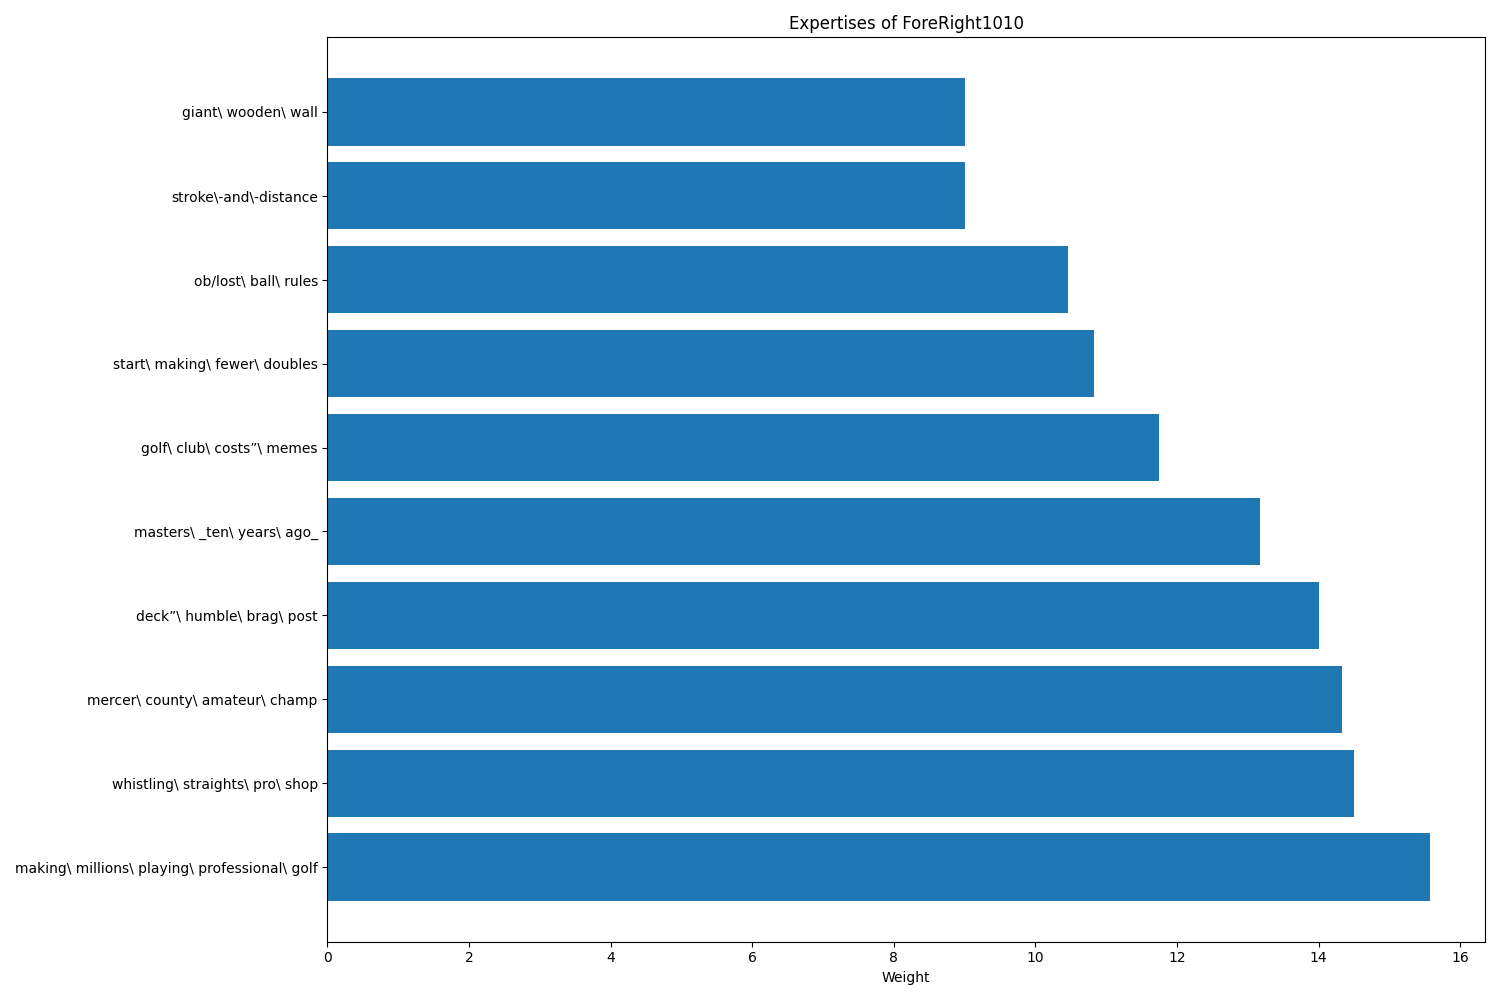 Expertises of ForeRight1010
giant\ wooden\ wall
stroke\-and\-distance
ob/lost\ ball\ rules
start\ making\ fewer\ doubles
golf\ club\ costs”\ memes
masters\ _ten\ years\ ago_
deck”\ humble\ brag\ post
mercer\ county\ amateur\ champ
whistling\ straights\ pro\ shop
making\ millions\ playing\ professional\ golf
0 2 4 6 8 10 12 14 16
Weight